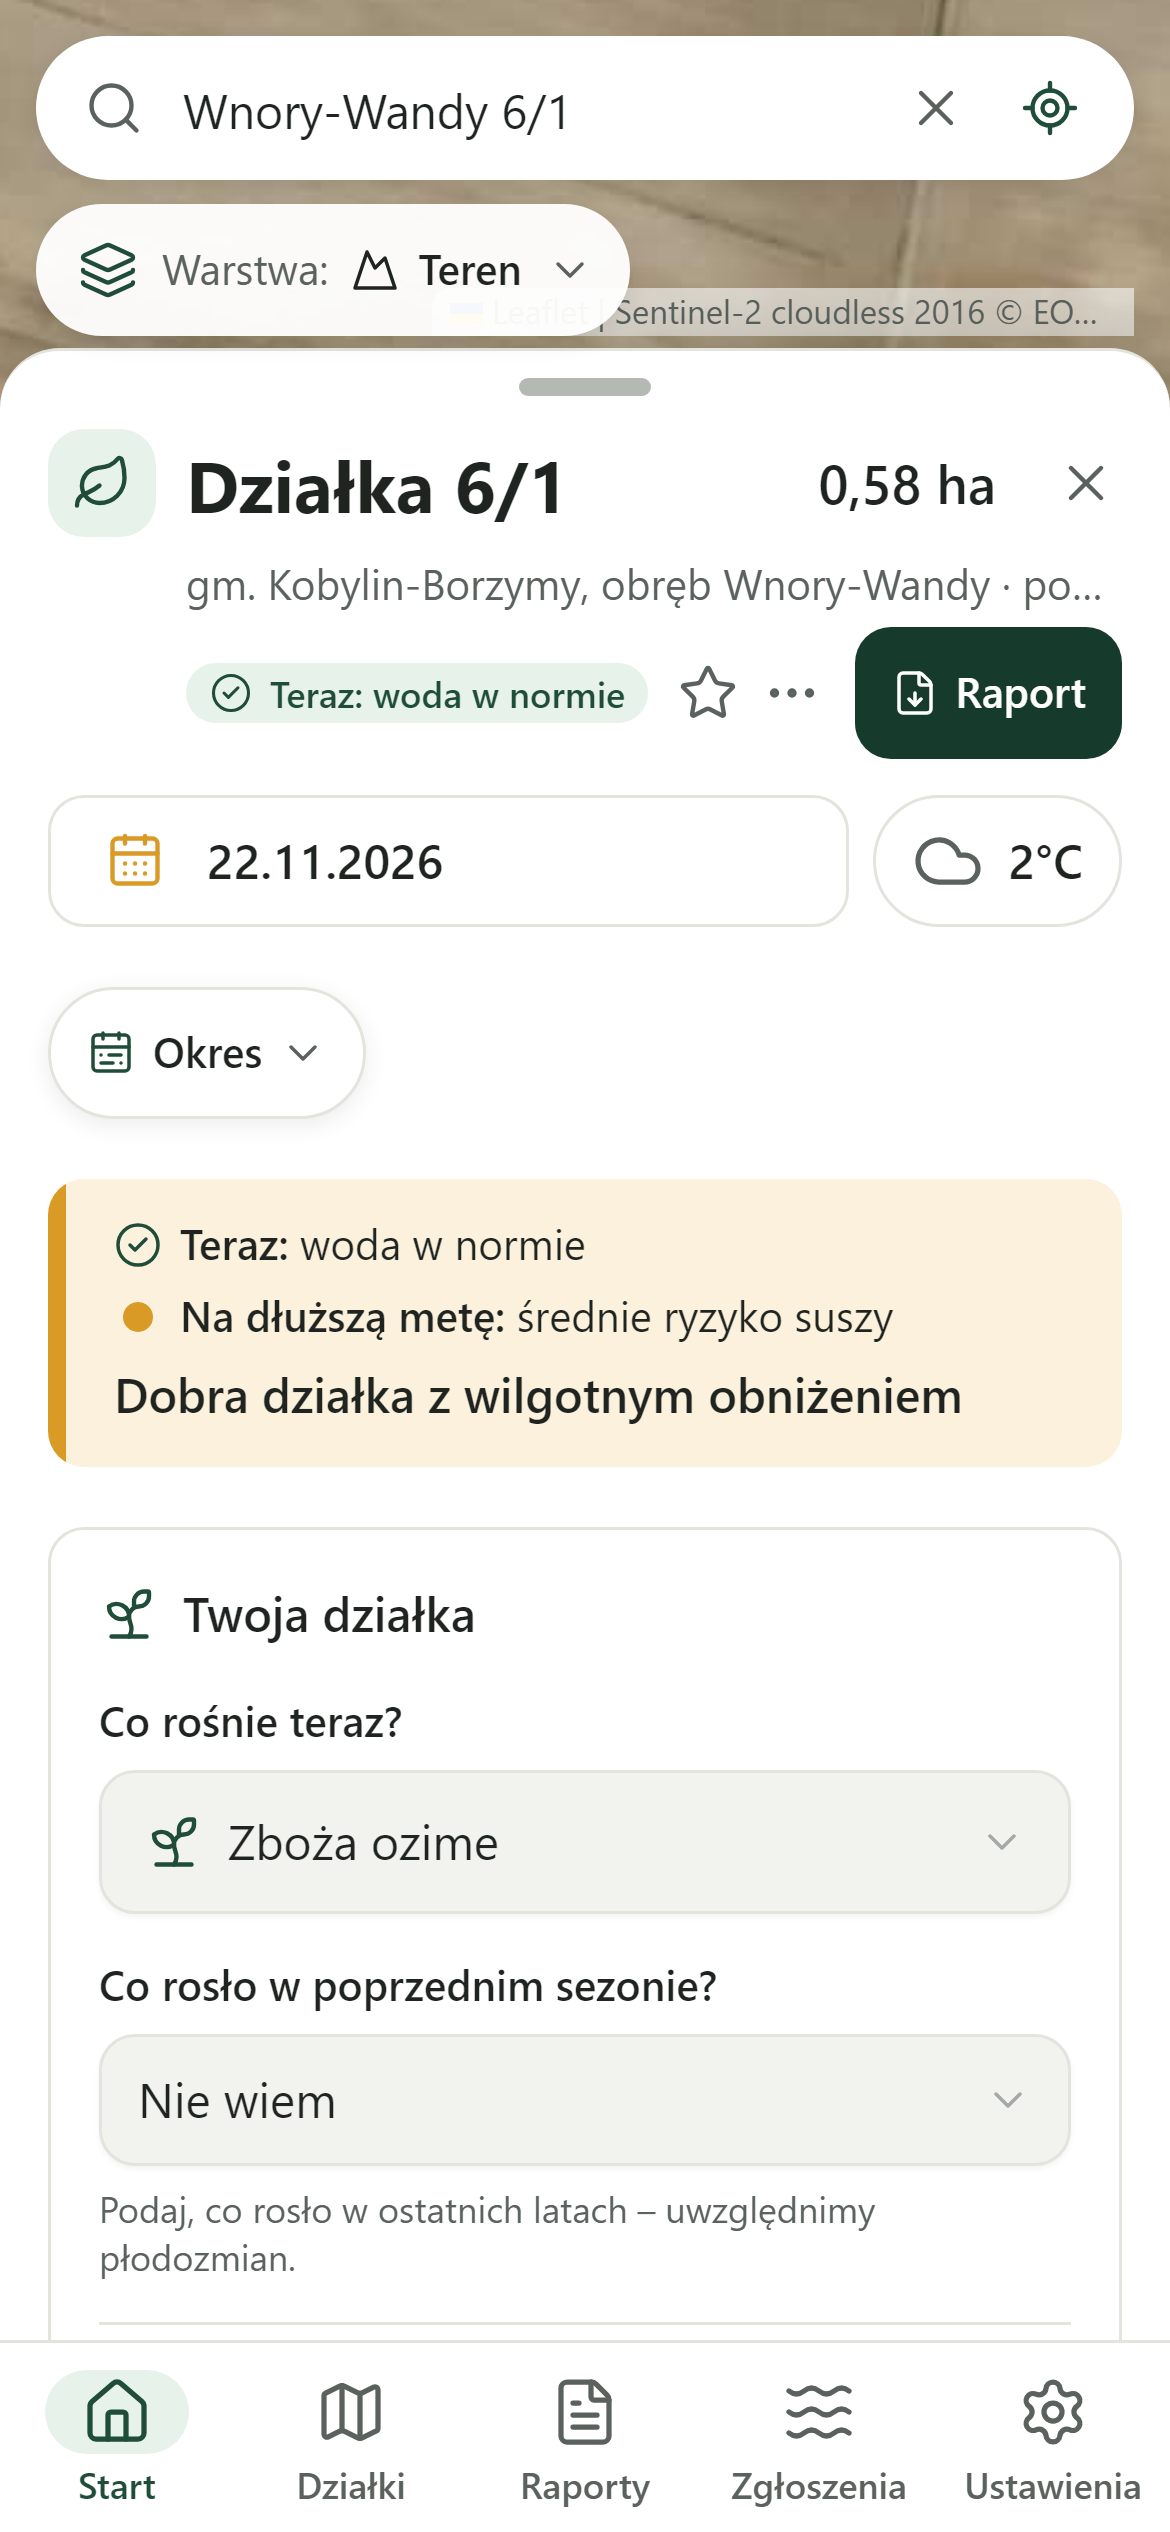 Wnory-Wandy 6/1
Warstwa: Teren
Leaflet | Sentinel-2 cloudless 2016 © EO...
Działka 6/1
0,58 ha
gm. Kobylin-Borzymy, obręb Wnory-Wandy · po...
Teraz: woda w normie
Raport
22.11.2026
2°C
Okres
Teraz: woda w normie
Na dłuższą metę: średnie ryzyko suszy
Dobra działka z wilgotnym obniżeniem
Twoja działka
Co rośnie teraz?
Zboża ozime
Co rosło w poprzednim sezonie?
Nie wiem
Podaj, co rosło w ostatnich latach – uwzględnimy
płodozmian.
Start
Działki
Raporty
Zgłoszenia
Ustawienia